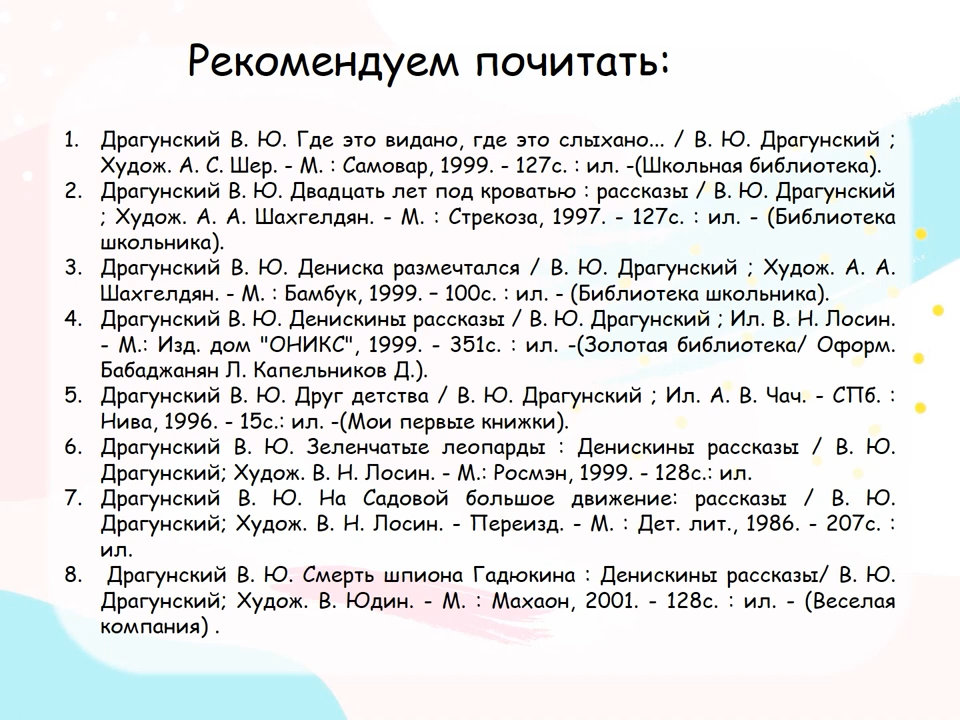 Рекомендуем почитать:
1. Драгунский В. Ю. Где это видано, где это слыхано... / В. Ю. Драгунский ;
Худож. А. С. Шер. - М. : Самовар, 1999. - 127с. : ил. -(Школьная библиотека).
2. Драгунский В. Ю. Двадцать лет под кроватью : рассказы / В. Ю. Драгунский
; Худож. А. А. Шахгелдян. - М. : Стрекоза, 1997. - 127с. : ил. - (Библиотека
школьника).
3. Драгунский В. Ю. Дениска размечтался / В. Ю. Драгунский ; Худож. А. А.
Шахгелдян. - М. : Бамбук, 1999. – 100с. : ил. - (Библиотека школьника).
4. Драгунский В. Ю. Денискины рассказы / В. Ю. Драгунский ; Ил. В. Н. Лосин.
- М.: Изд. дом "ОНИКС", 1999. - 351с. : ил. -(Золотая библиотека/ Оформ.
Бабаджанян Л. Капельников Д.).
5. Драгунский В. Ю. Друг детства / В. Ю. Драгунский ; Ил. А. В. Чач. - СПб. :
Нива, 1996. - 15с.: ил. -(Мои первые книжки).
6. Драгунский В. Ю. Зеленчатые леопарды : Денискины рассказы / В. Ю.
Драгунский; Худож. В. Н. Лосин. - М.: Росмэн, 1999. - 128с.: ил.
7. Драгунский В. Ю. На Садовой большое движение: рассказы / В. Ю.
Драгунский; Худож. В. Н. Лосин. - Переизд. - М. : Дет. лит., 1986. - 207с. :
ил.
8. Драгунский В. Ю. Смерть шпиона Гадюкина : Денискины рассказы/ В. Ю.
Драгунский; Худож. В. Юдин. - М. : Махаон, 2001. - 128с. : ил. - (Веселая
компания) .